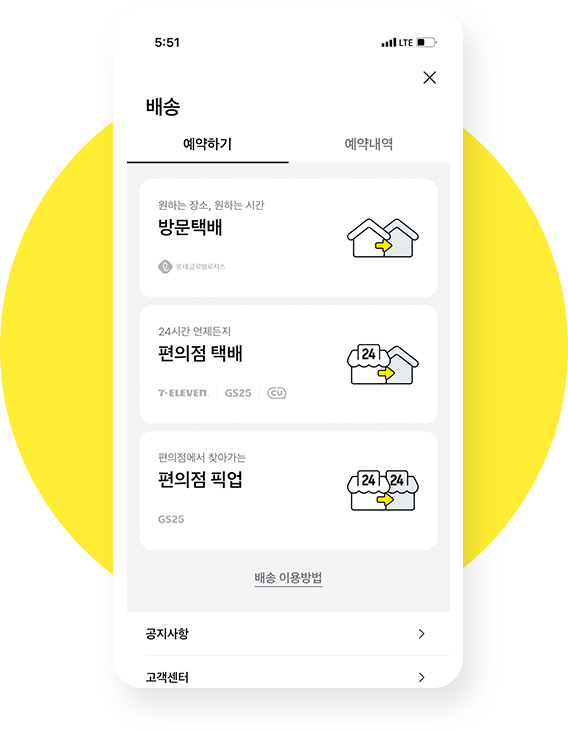 5:51
LTE
배송
예약하기
예약내역
원하는 장소, 원하는 시간
방문택배
롯데글로벌로지스
24시간 언제든지
편의점 택배
24
7-ELEVEN GS25 CU
편의점에서 찾아가는
편의점 픽업
24 24
GS25
배송 이용방법
공지사항
고객센터